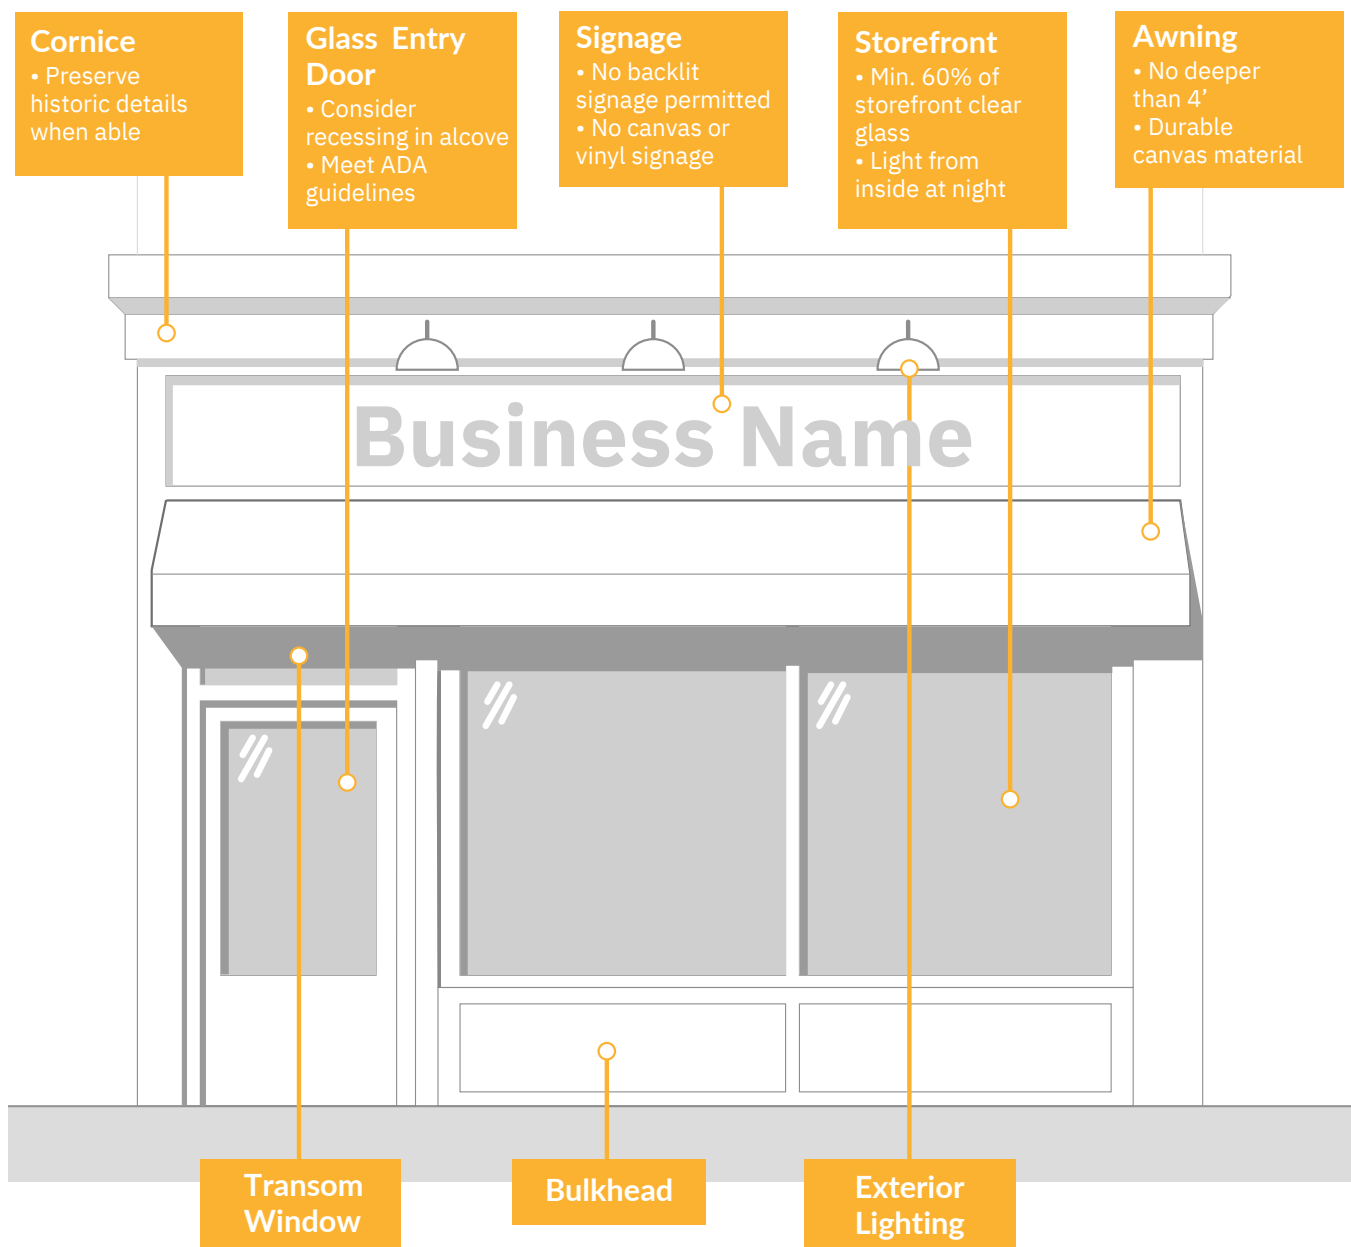 Cornice
• Preserve
historic details
when able
Glass Entry
Door
• Consider
recessing in alcove
• Meet ADA
guidelines
Signage
• No backlit
signage permitted
• No canvas or
vinyl signage
Storefront
• Min. 60% of
storefront clear
glass
• Light from
inside at night
Awning
• No deeper
than 4’
• Durable
canvas material
Business Name
Transom
Window
Bulkhead
Exterior
Lighting